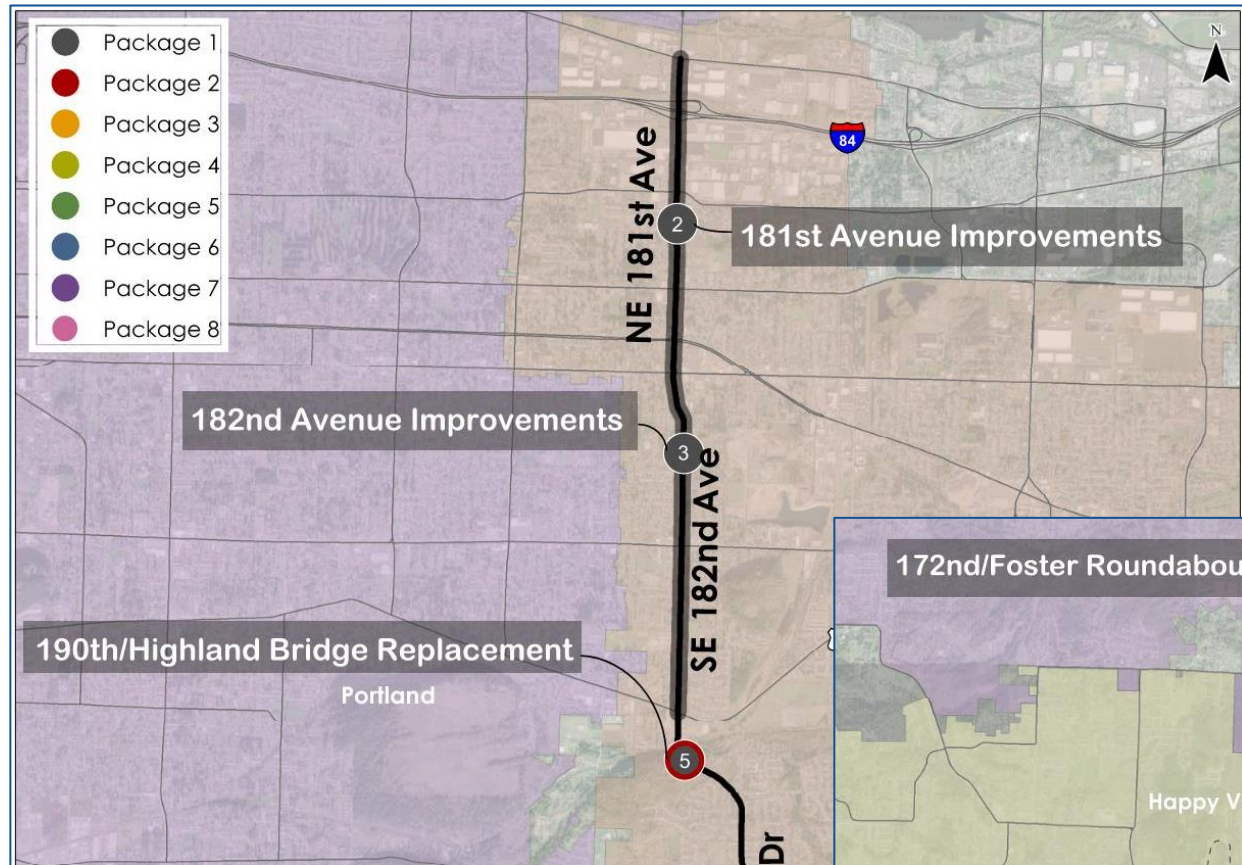 Package 1
Package 2
Package 3
Package 4
Package 5
Package 6
Package 7
Package 8
N
84
NE 181st Ave
2
181st Avenue Improvements
182nd Avenue Improvements
3
SE 182nd Ave
190th/Highland Bridge Replacement
Portland
5
Dr
172nd/Foster Roundabou
Happy V